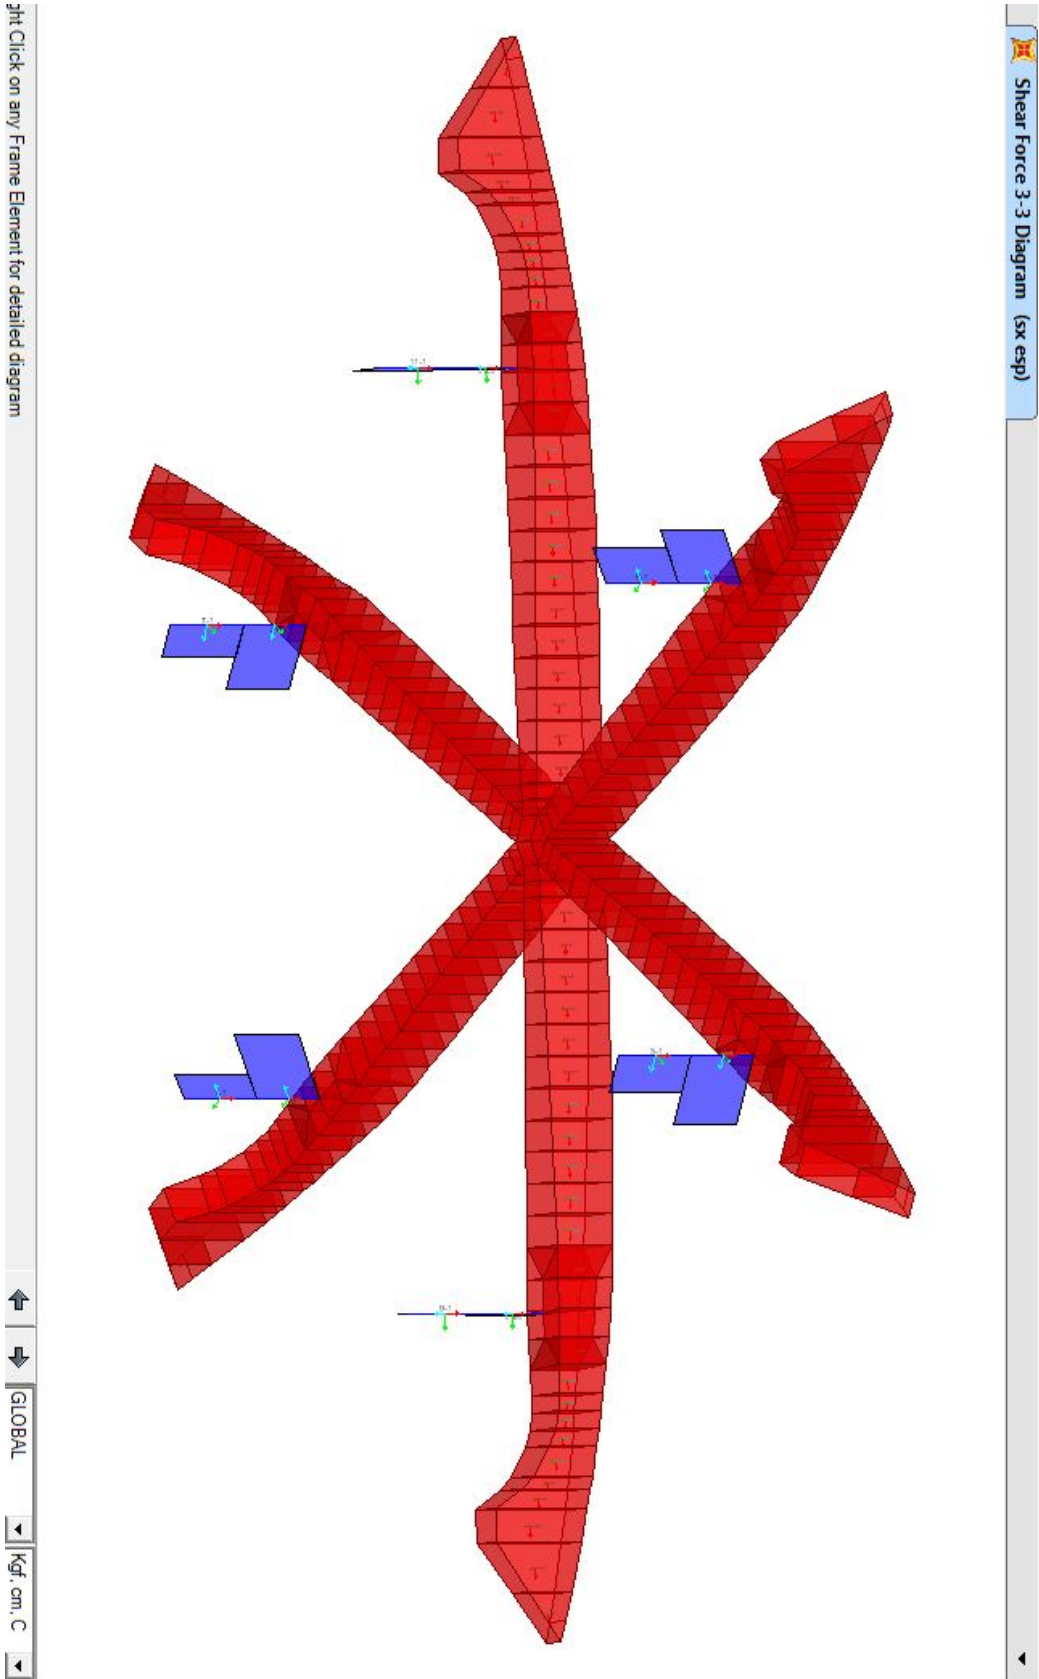 Shear Force 3-3 Diagram (sx esp)
ght Click on any Frame Element for detailed diagram
GLOBAL
Kgf, cm, C